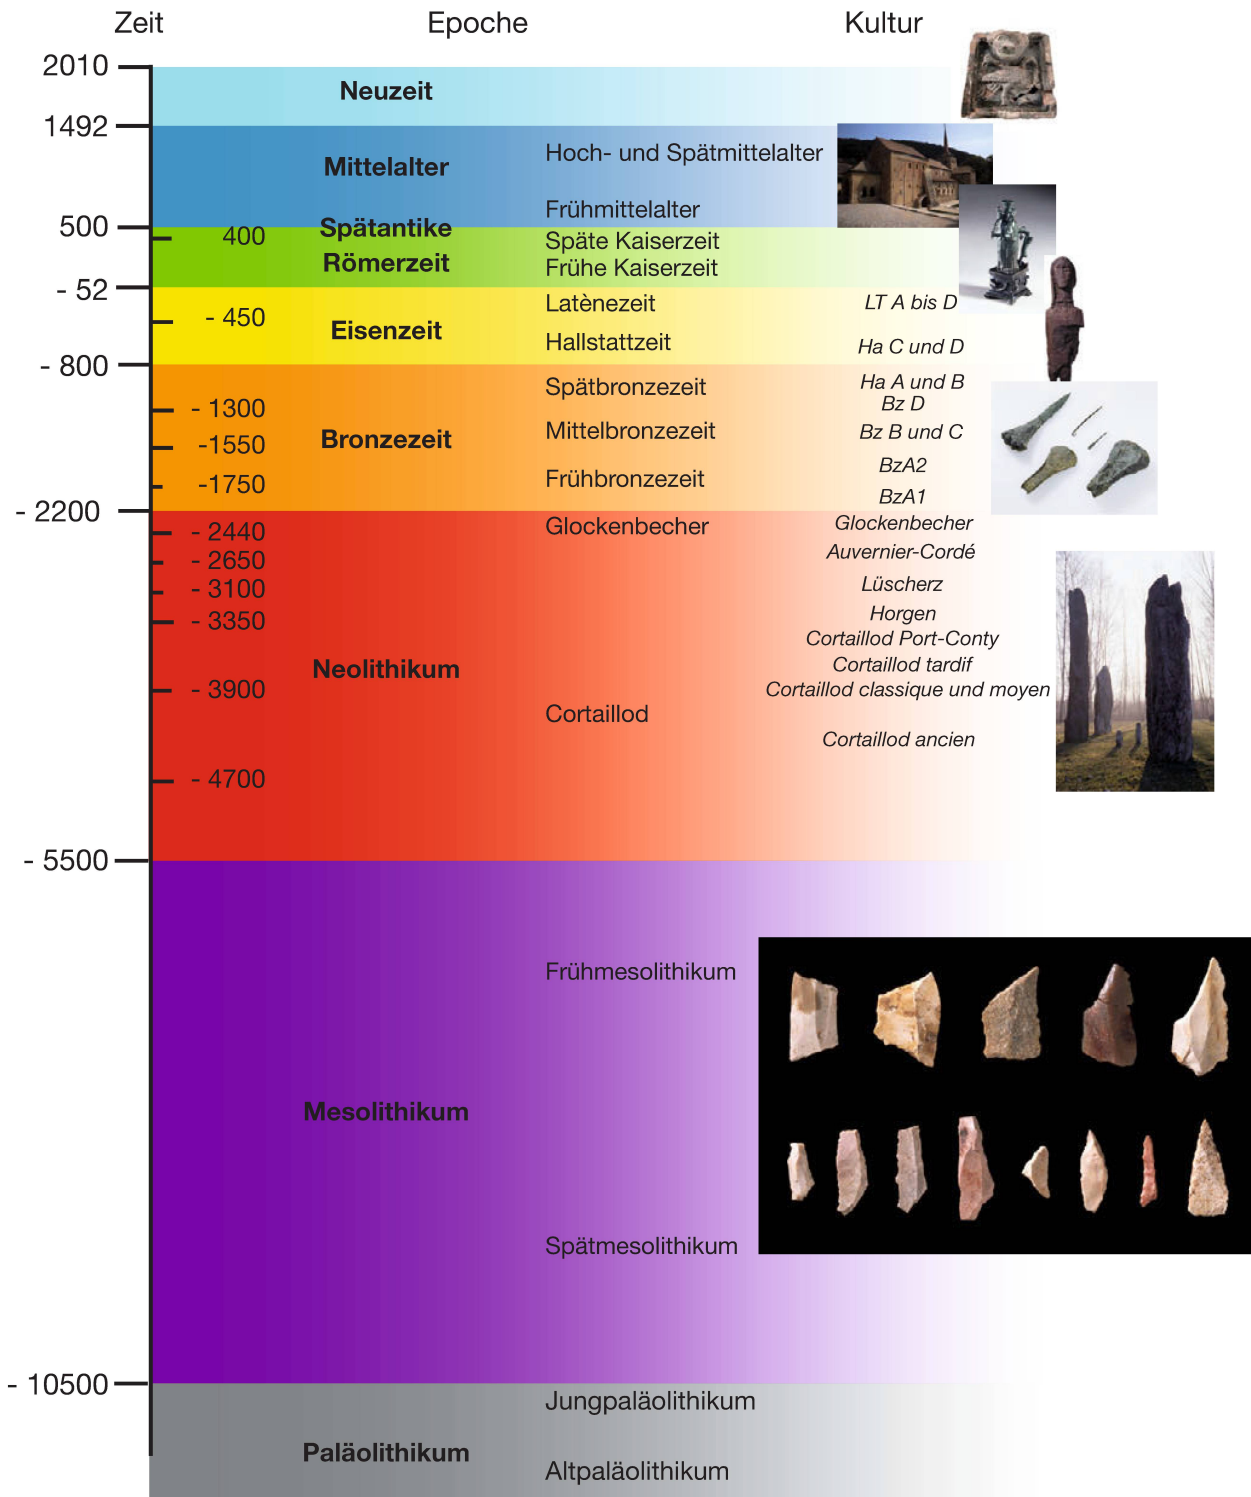 Zeit Epoche Kultur
2010
Neuzeit
1492
Mittelalter
Hoch- und Spätmittelalter
Frühmittelalter
500
Spätantike
400
Späte Kaiserzeit
Römerzeit
Frühe Kaiserzeit
- 52
Latènezeit
LT A bis D
- 450
Eisenzeit
Hallstattzeit
Ha C und D
- 800
Spätbronzezeit
Ha A und B
Bz D
- 1300
Bronzezeit
Mittelbronzezeit
Bz B und C
-1550
BzA2
Frühbronzezeit
-1750
BzA1
- 2200
Glockenbecher
Glockenbecher
- 2440
Auvernier-Cordé
- 2650
Lüscherz
- 3100
Horgen
- 3350
Cortaillod Port-Conty
Cortaillod tardif
Neolithikum
- 3900
Cortaillod classique und moyen
Cortaillod
Cortaillod ancien
- 4700
- 5500
Frühmesolithikum
Mesolithikum
Spätmesolithikum
- 10500
Jungpaläolithikum
Paläolithikum
Altpaläolithikum